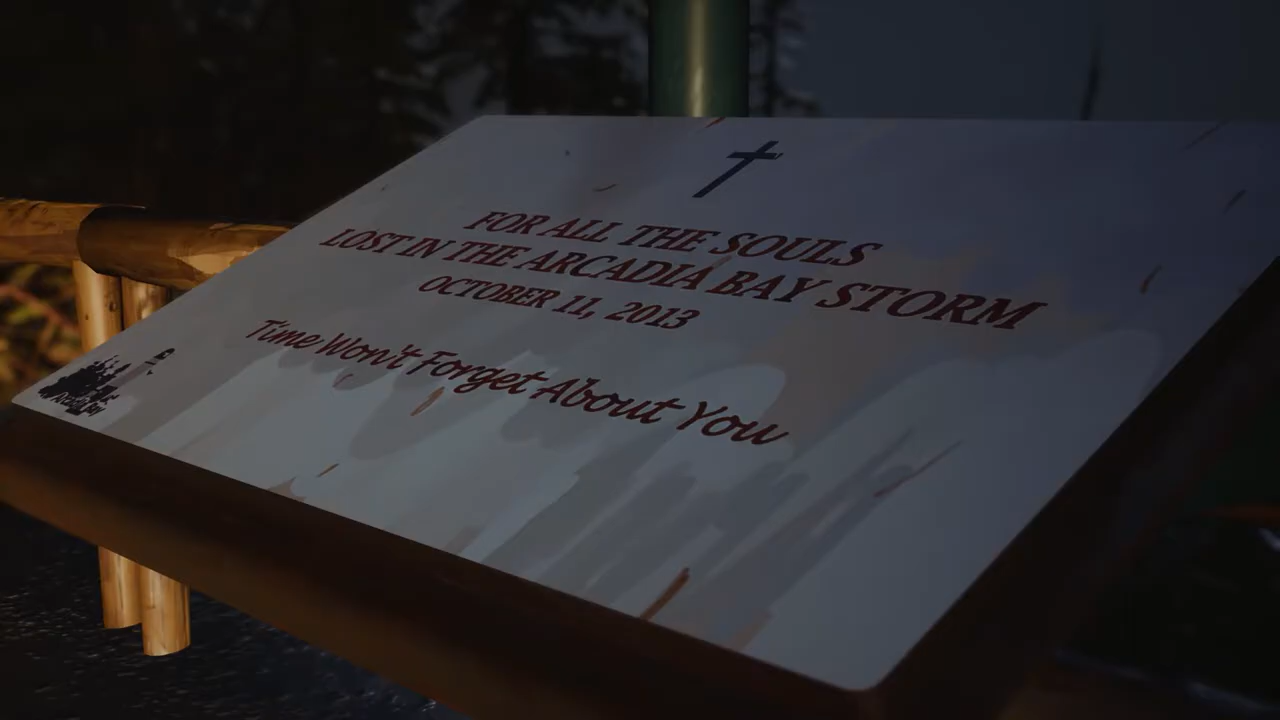 FOR ALL THE SOULS
LOST IN THE ARCADIA BAY STORM
OCTOBER 11, 2013
Time Won't Forget About You